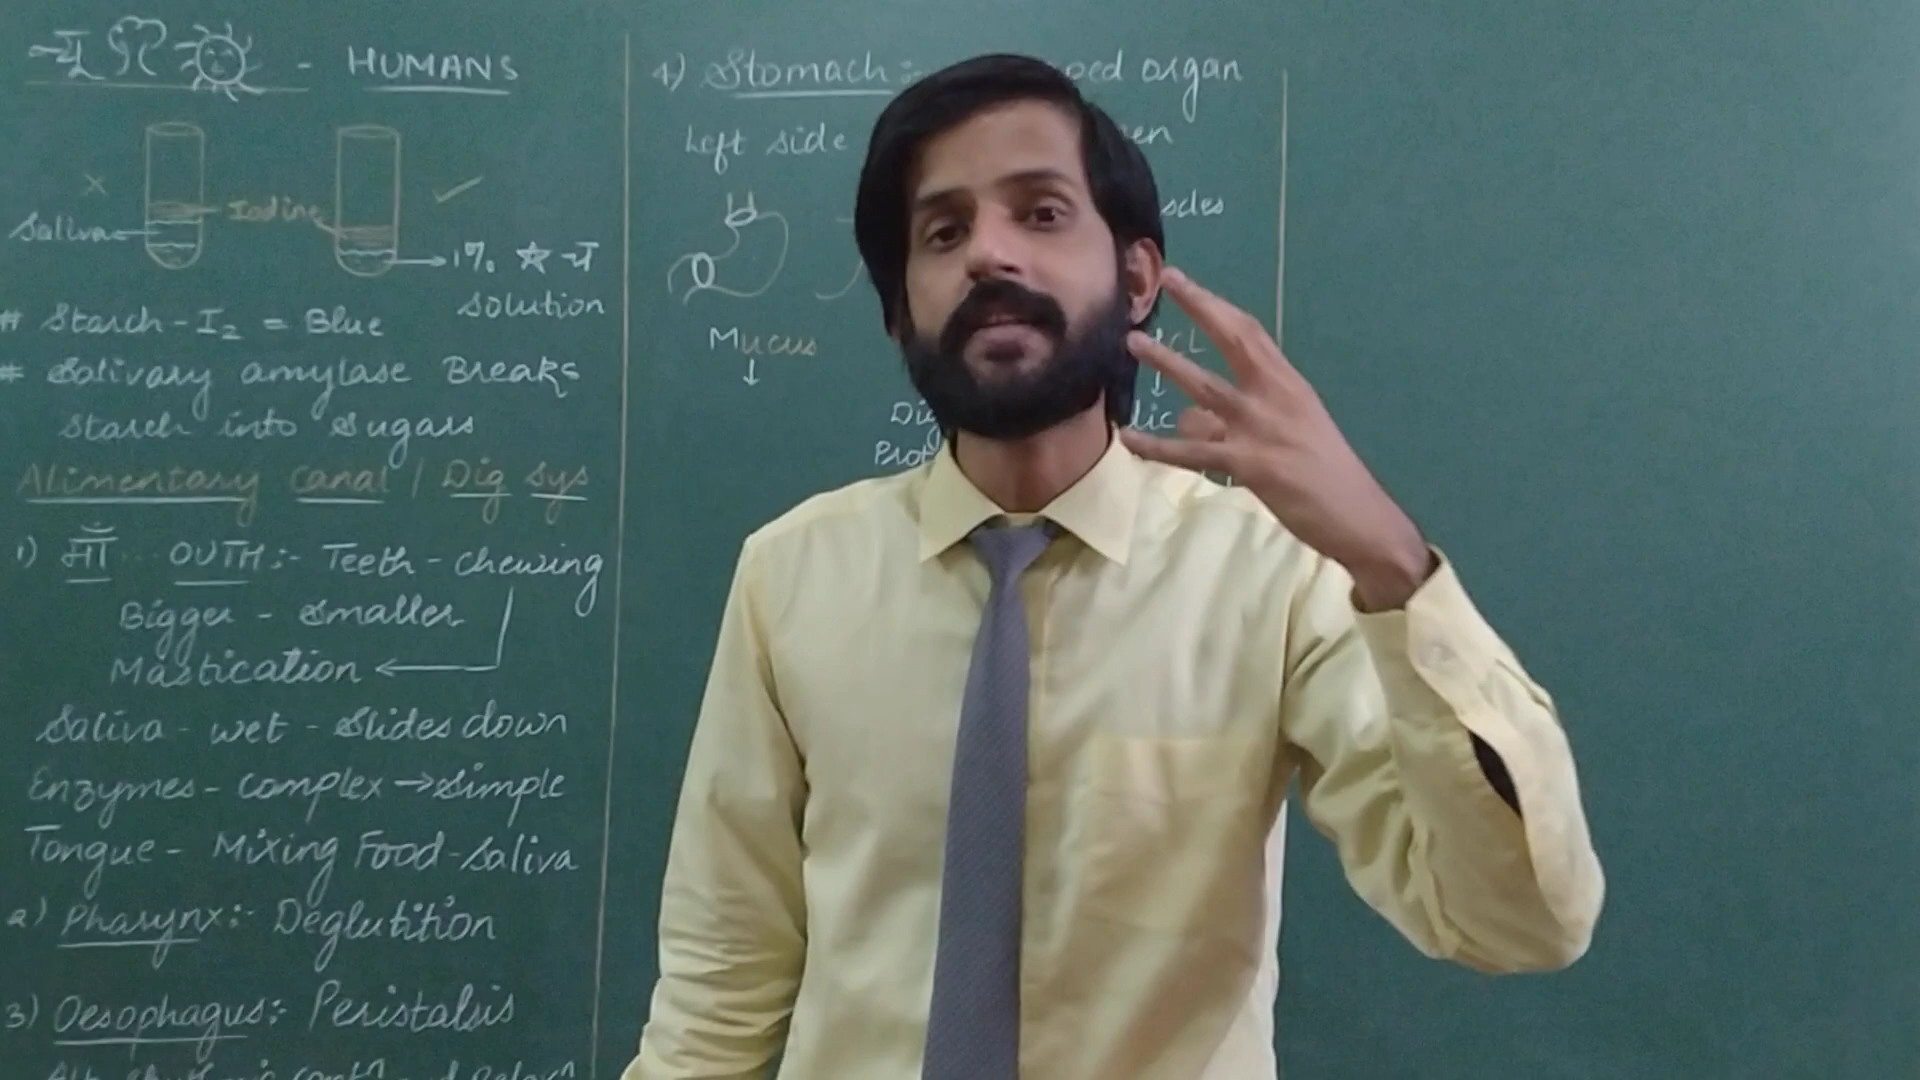 न्यू - HUMANS
Saliva Iodine
1% ☆ र्च
solution
# Starch - I₂ = Blue
# Salivary amylase Breaks
starch into sugars
Alimentary Canal / Dig Sys
1) माँ OUTH :- Teeth - chewing
Bigger - Smaller
Mastication ←
Saliva - wet - Slides down
Enzymes - complex → Simple
Tongue - Mixing Food - Saliva
2) Pharynx :- Deglutition
3) Oesophagus :- Peristalsis
4) Stomach :- organ
Left side
Mucus
↓